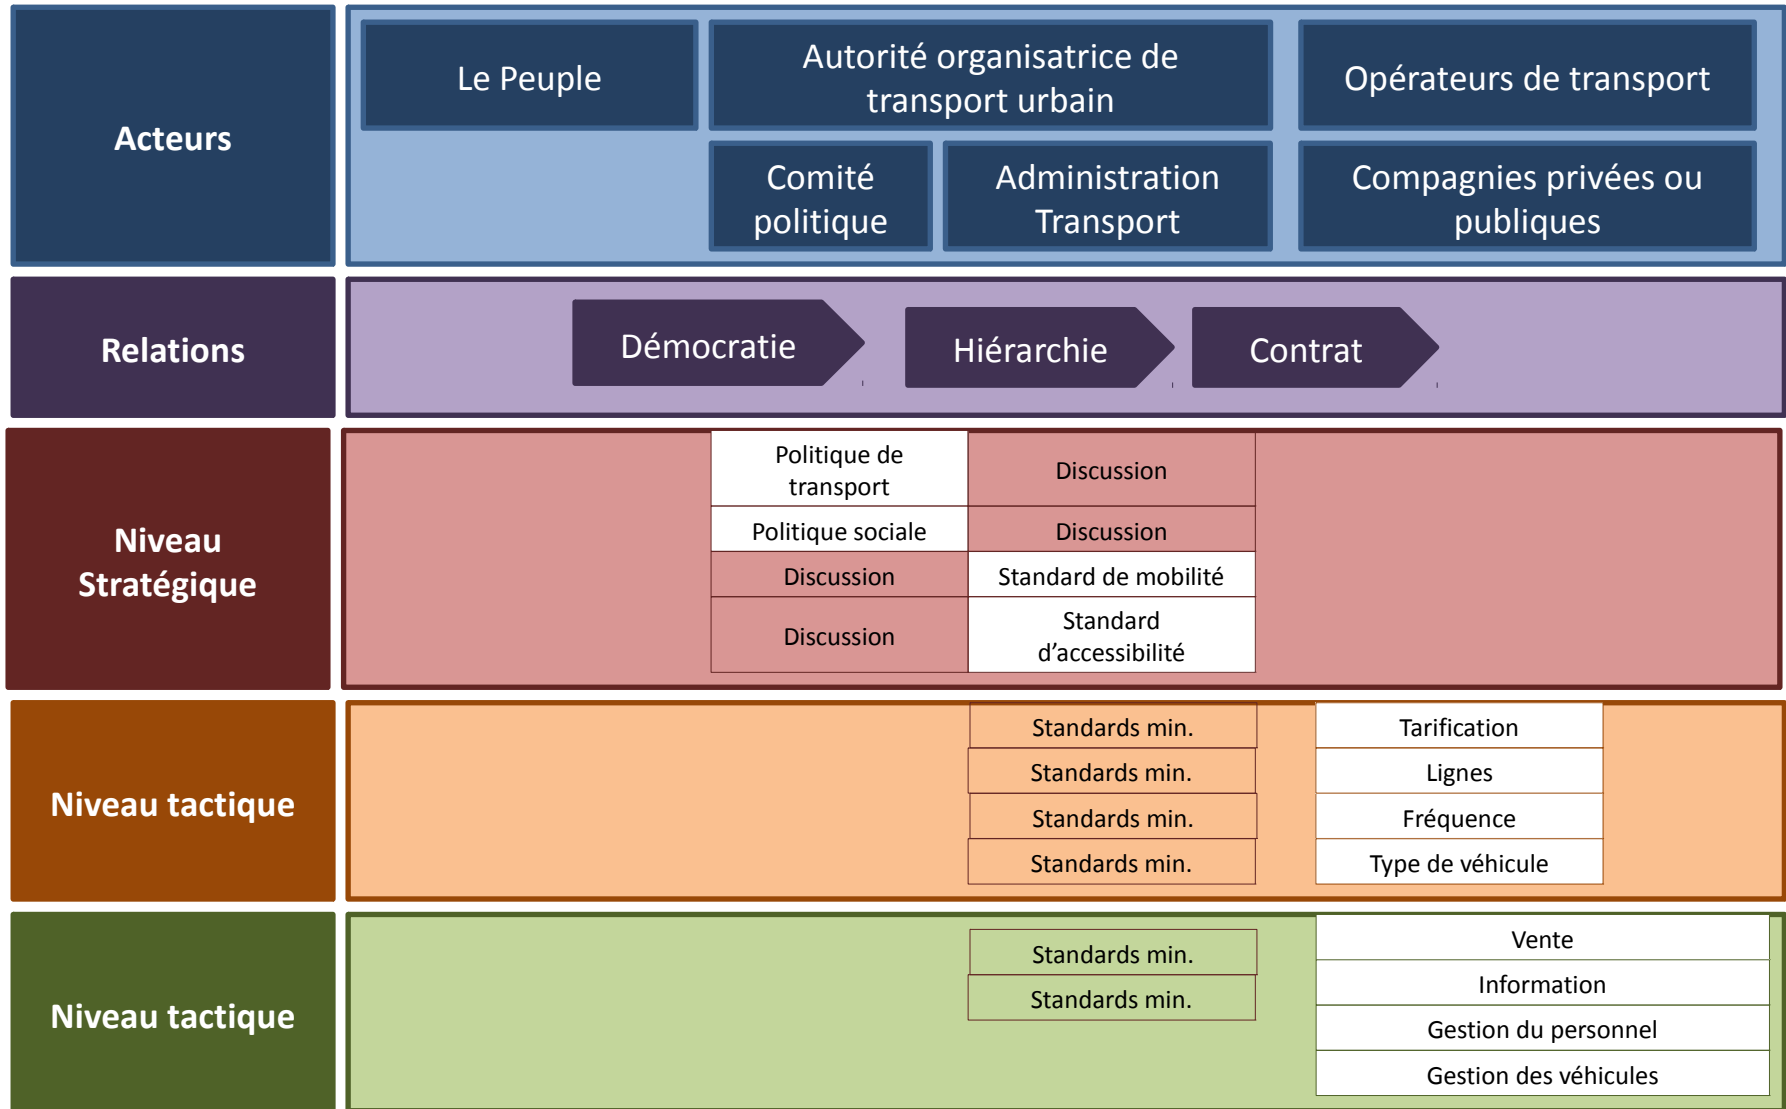 Acteurs
Le Peuple
Autorité organisatrice de
transport urbain
Opérateurs de transport
Comité
politique
Administration
Transport
Compagnies privées ou
publiques
Relations
Démocratie
Hiérarchie
Contrat
Niveau
Stratégique
Politique de
transport
Discussion
Politique sociale
Discussion
Discussion
Standard de mobilité
Discussion
Standard
d’accessibilité
Niveau tactique
Standards min.
Tarification
Standards min.
Lignes
Standards min.
Fréquence
Standards min.
Type de véhicule
Niveau tactique
Standards min.
Vente
Standards min.
Information
Gestion du personnel
Gestion des véhicules